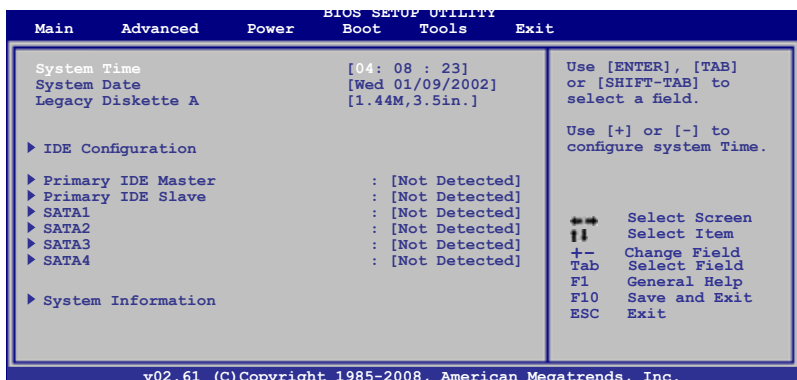 BIOS SETUP UTILITY
Main Advanced Power Boot Tools Exit
System Time [04: 08 : 23]
System Date [Wed 01/09/2002]
Legacy Diskette A [1.44M,3.5in.]
IDE Configuration
Primary IDE Master : [Not Detected]
Primary IDE Slave : [Not Detected]
SATA1 : [Not Detected]
SATA2 : [Not Detected]
SATA3 : [Not Detected]
SATA4 : [Not Detected]
System Information
Use [ENTER], [TAB]
or [SHIFT-TAB] to
select a field.
Use [+] or [-] to
configure system Time.
Select Screen
Select Item
+- Change Field
Tab Select Field
F1 General Help
F10 Save and Exit
ESC Exit
v02.61 (C)Copyright 1985-2008, American Megatrends, Inc.